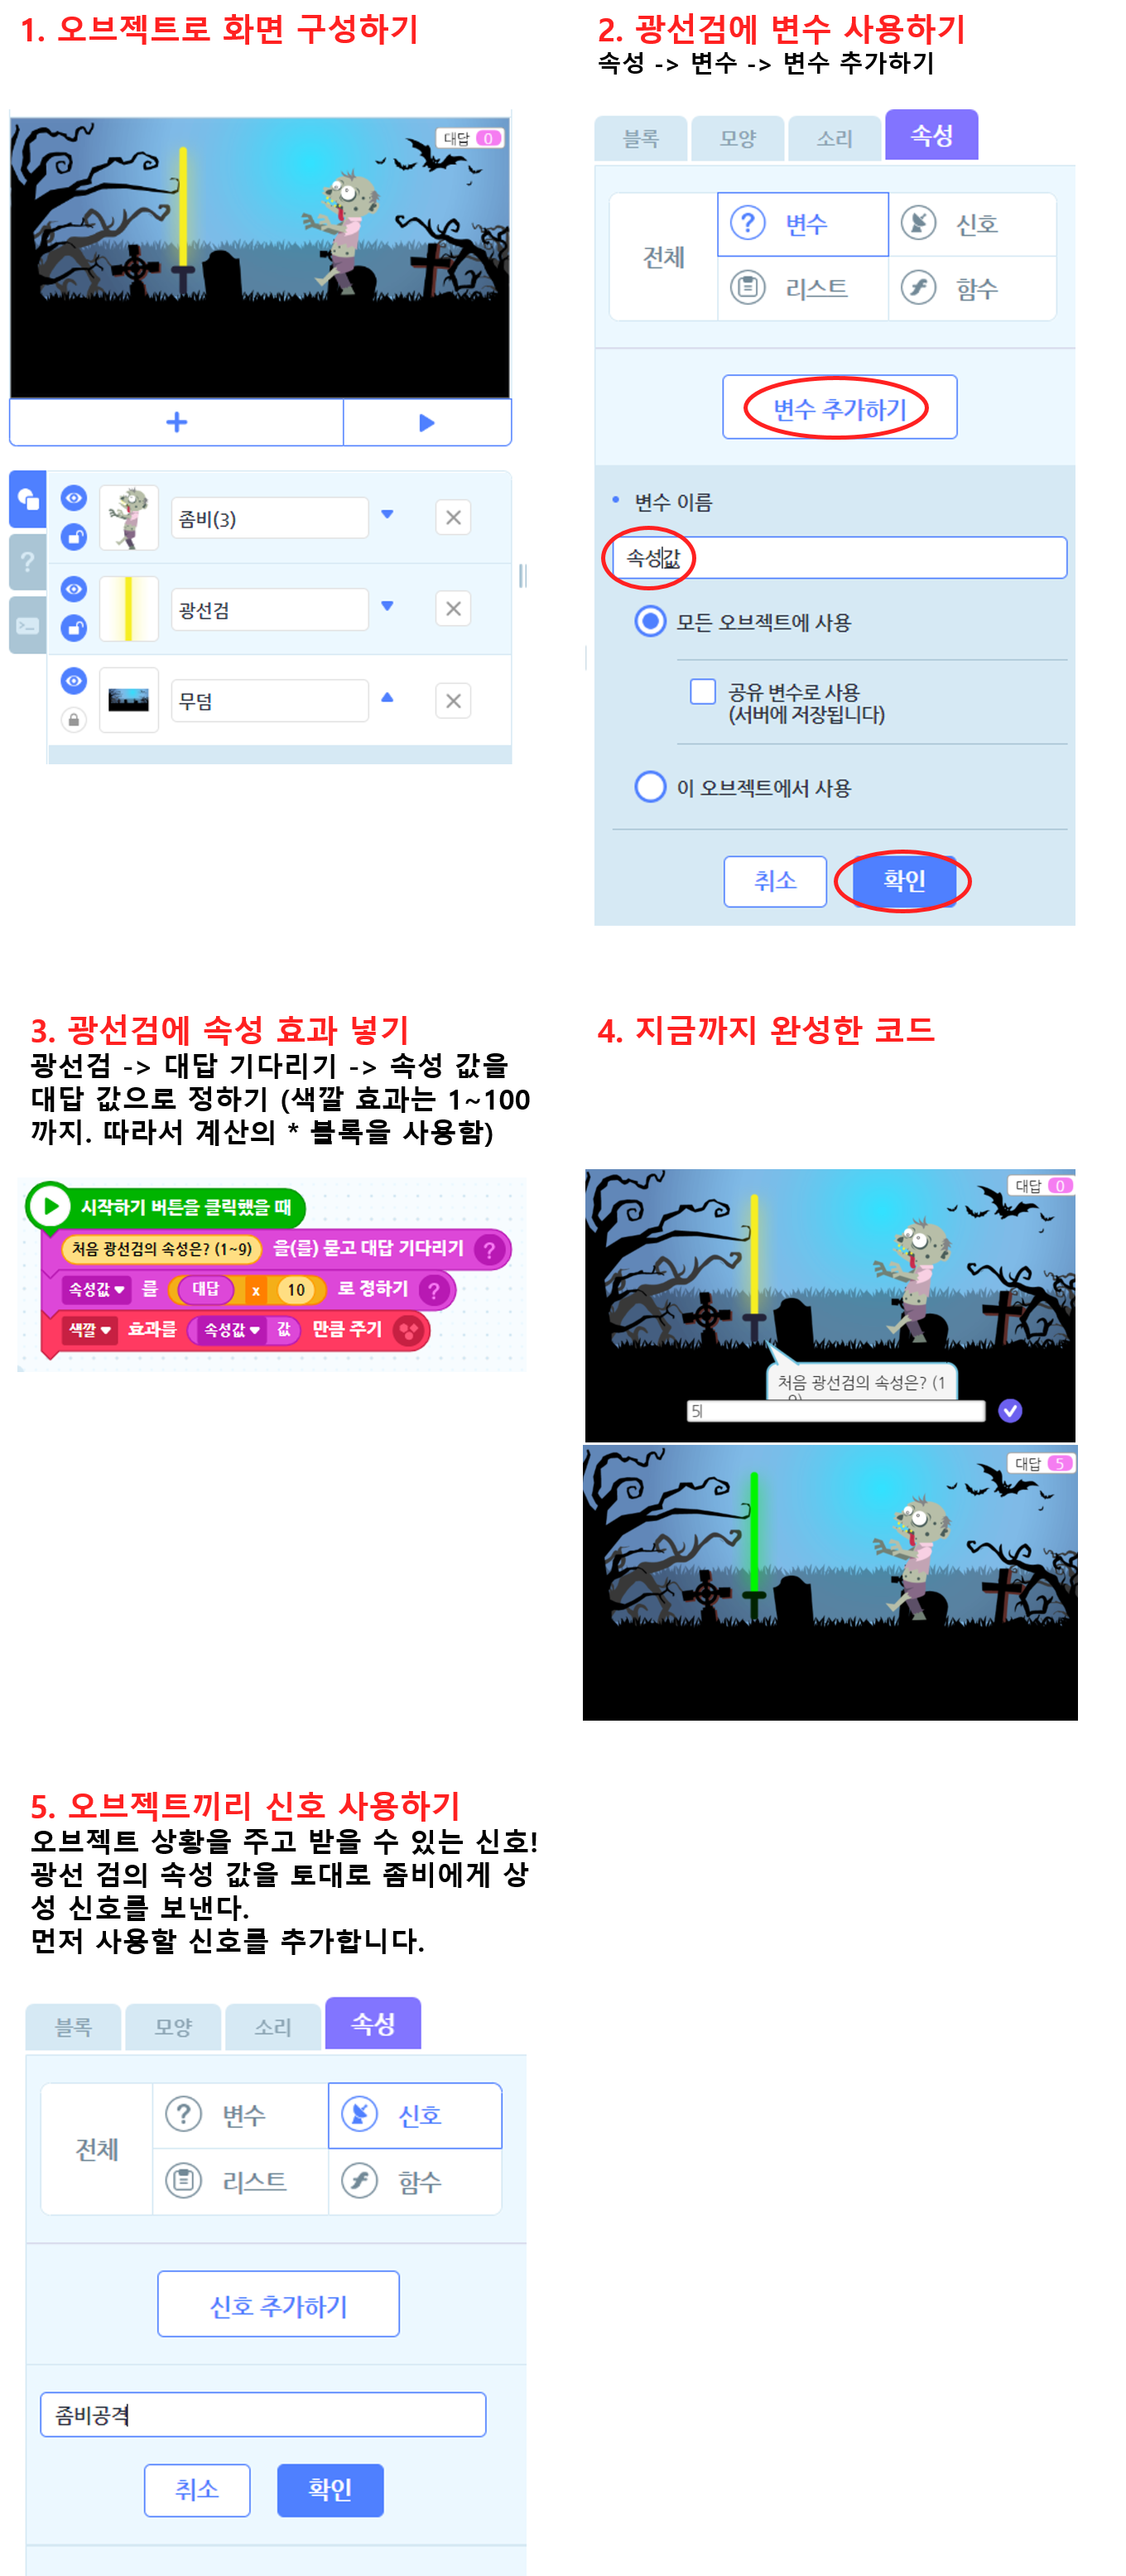 1. 오브젝트로 화면 구성하기
대답 0
좀비(3)
광선검
무덤
2. 광선검에 변수 사용하기
속성 -> 변수 -> 변수 추가하기
블록 모양 소리 속성
전체
변수 신호
리스트 함수
변수 추가하기
변수 이름
속성값
모든 오브젝트에 사용
공유 변수로 사용
(서버에 저장됩니다)
이 오브젝트에서 사용
취소 확인
3. 광선검에 속성 효과 넣기
광선검 -> 대답 기다리기 -> 속성 값을
대답 값으로 정하기 (색깔 효과는 1~100
까지. 따라서 계산의 * 블록을 사용함)
시작하기 버튼을 클릭했을 때
처음 광선검의 속성은? (1~9) 을(를) 묻고 대답 기다리기 ?
속성값 를 대답 x 10 로 정하기 ?
색깔 효과를 속성값 값 만큼 주기
4. 지금까지 완성한 코드
대답 0
처음 광선검의 속성은? (1
5
대답 5
5. 오브젝트끼리 신호 사용하기
오브젝트 상황을 주고 받을 수 있는 신호!
광선 검의 속성 값을 토대로 좀비에게 상
성 신호를 보낸다.
먼저 사용할 신호를 추가합니다.
블록 모양 소리 속성
전체
변수 신호
리스트 함수
신호 추가하기
좀비공격
취소 확인